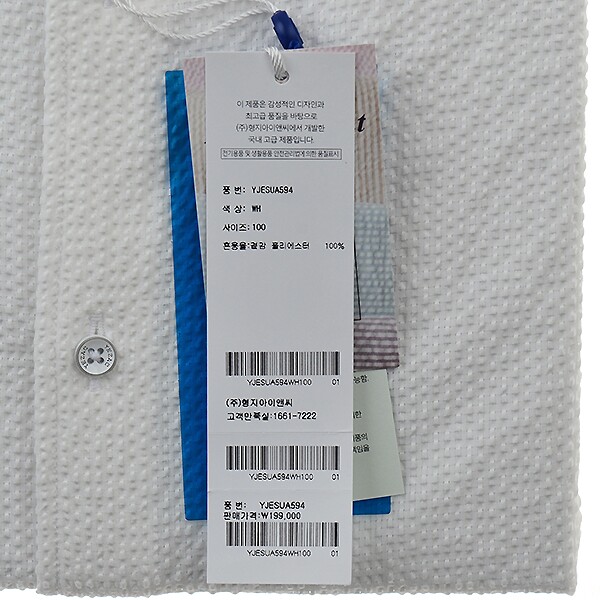 이 제품은 감성적인 디자인과
최고급 품질을 바탕으로
(주)형지아이앤씨에서 개발한
국내 고급 제품입니다.
전기용품 및 생활용품 안전관리법에 의한 품질표시
품 번: YJESUA594
색 상: WH
사이즈:100
혼용율:겉감 폴리에스터 100%
YJESUA594WH100 01
(주)형지아이앤씨
고객만족실:1661-7222
YJESUA594WH100 01
품 번: YJESUA594
판매가격:₩199,000
YJESUA594WH100 01